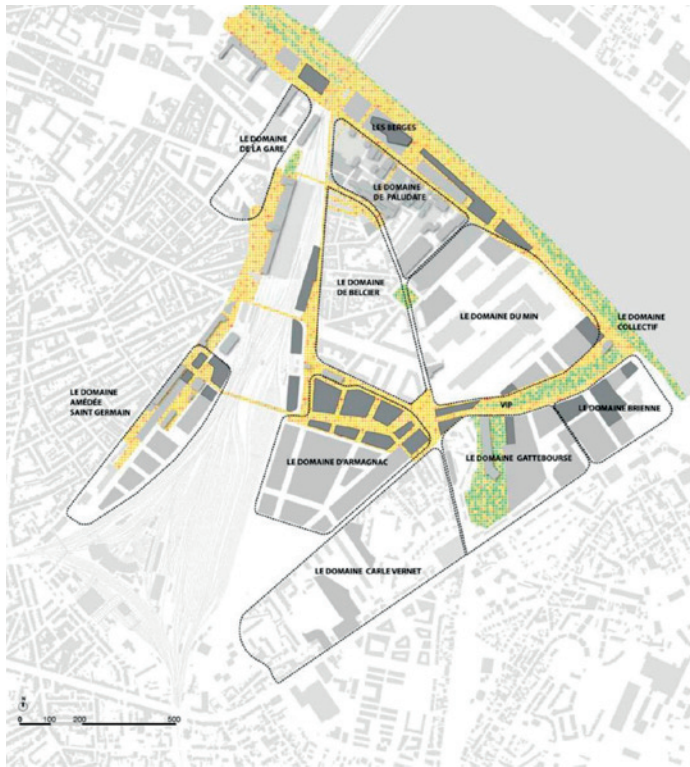 LES BERGES
LE DOMAINE
DE LA GARE
LE DOMAINE
DE PALUDATE
LE DOMAINE
DE BELCIER
LE DOMAINE DU MIN
LE DOMAINE
COLLECTIF
LE DOMAINE
AMÉDÉE
SAINT GERMAIN
VIP
LE DOMAINE BRIENNE
LE DOMAINE D'ARMAGNAC
LE DOMAINE GATTEBOURSE
LE DOMAINE CARLE VERNET
N
0 100 200 500